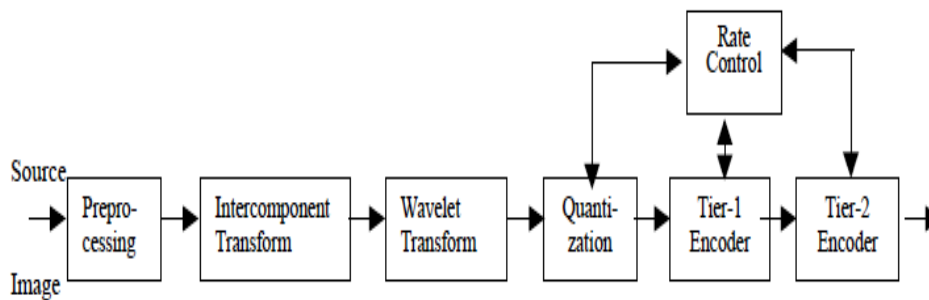 Rate
Control
Source
Image
Prepro-
cessing
Intercomponent
Transform
Wavelet
Transform
Quanti-
zation
Tier-1
Encoder
Tier-2
Encoder